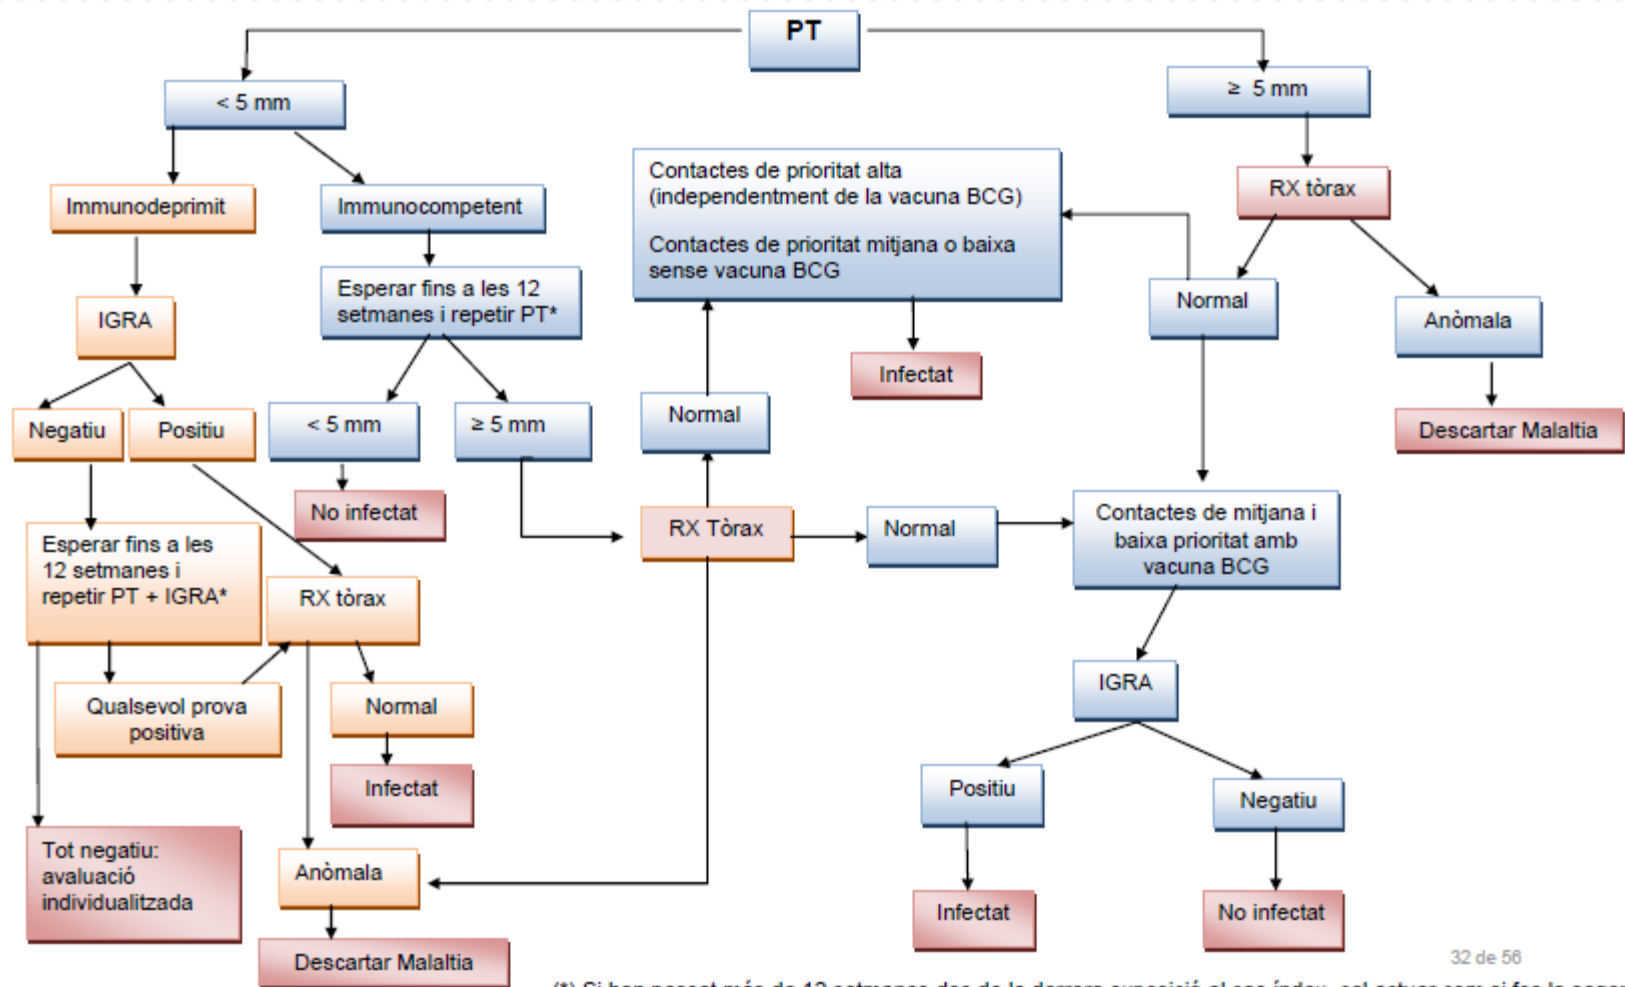 PT
< 5 mm
≥ 5 mm
Immunodeprimit
Immunocompetent
Contactes de prioritat alta
(independentment de la vacuna BCG)
Contactes de prioritat mitjana o baixa
sense vacuna BCG
RX tòrax
IGRA
Esperar fins a les 12
setmanes i repetir PT*
Normal
Anòmala
Infectat
Descartar Malaltia
Negatiu
Positiu
< 5 mm
≥ 5 mm
Normal
No infectat
Esperar fins a les
12 setmanes i
repetir PT + IGRA*
RX tòrax
RX Tòrax
Normal
Contactes de mitjana i
baixa prioritat amb
vacuna BCG
Qualsevol prova
positiva
Normal
IGRA
Infectat
Positiu
Negatiu
Tot negatiu:
avaluació
individualitzada
Anòmala
Infectat
No infectat
Descartar Malaltia
32 de 56